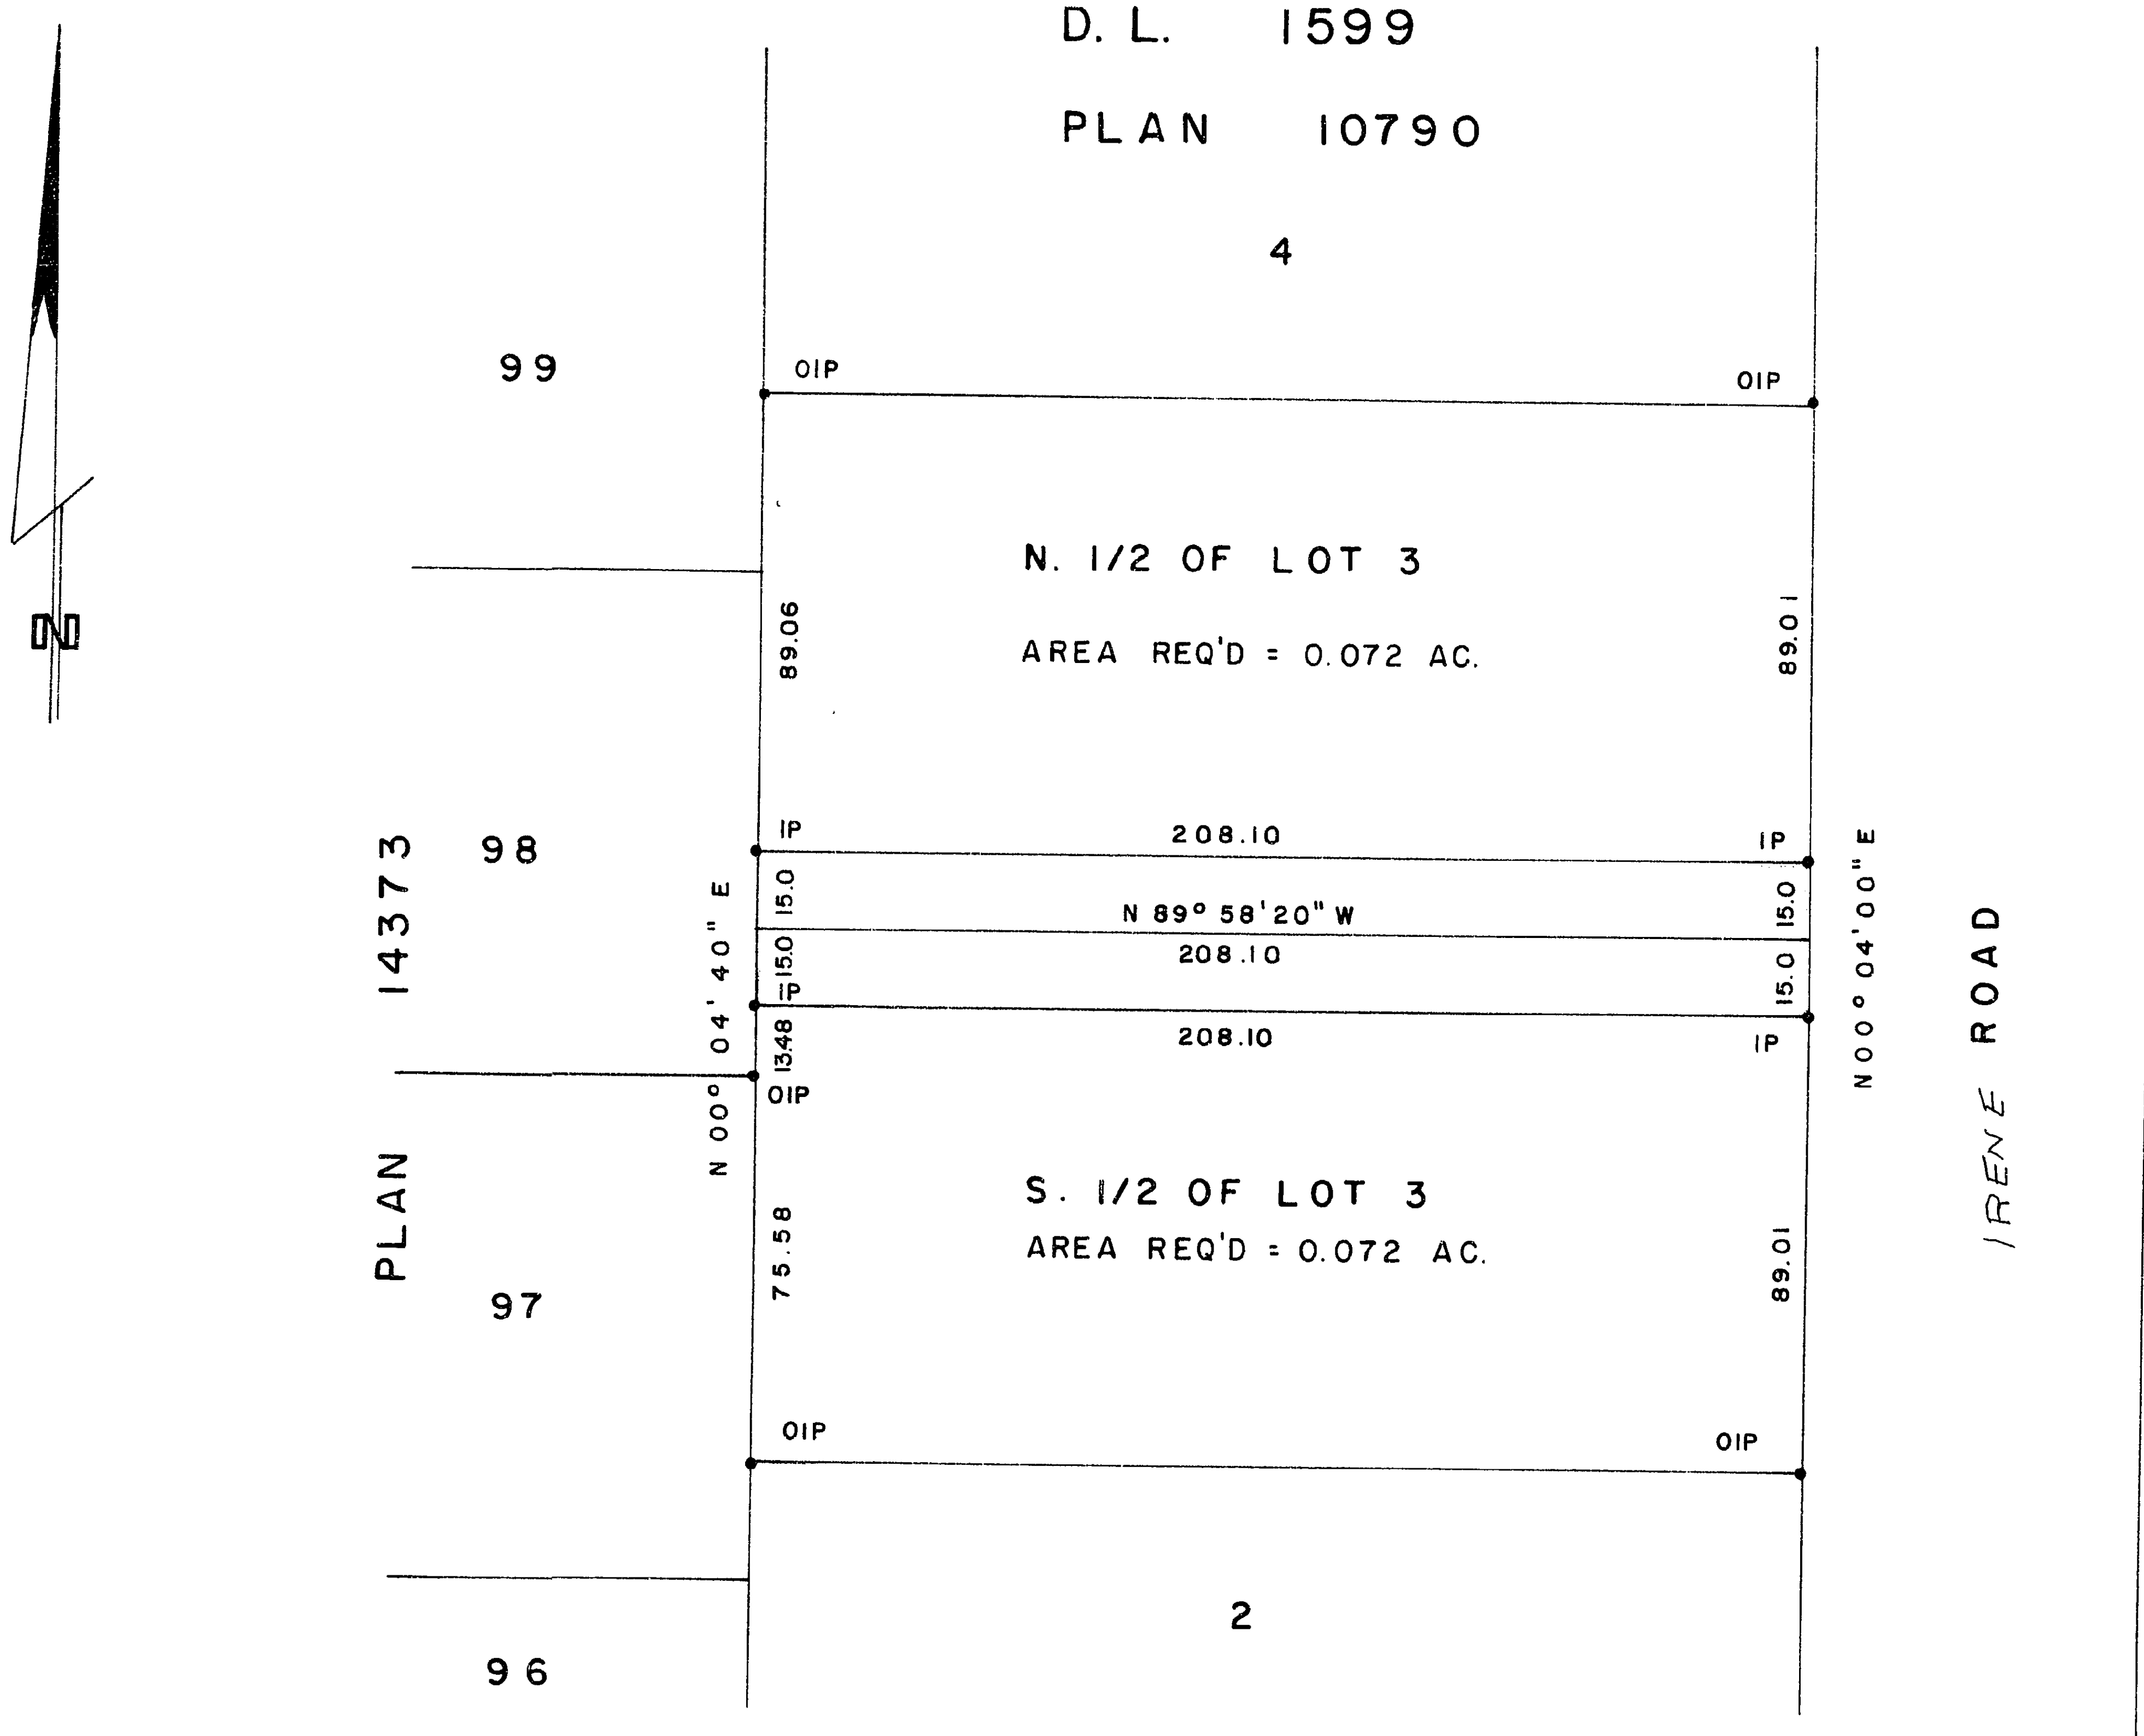 D. L. 1599
PLAN 10790
4
99
OIP
OIP
N
N. 1/2 OF LOT 3
89.06
89.01
AREA REQ'D = 0.072 AC.
PLAN 14373
98
IP
208.10
IP
N 00° 04' 40" E
15.0
N 89° 58' 20" W
15.0
N 00° 04' 00" E
15.0
208.10
15.0
IP
13.48
208.10
IP
OIP
IRENE ROAD
S. 1/2 OF LOT 3
75.58
AREA REQ'D = 0.072 AC.
89.01
97
OIP
OIP
2
96